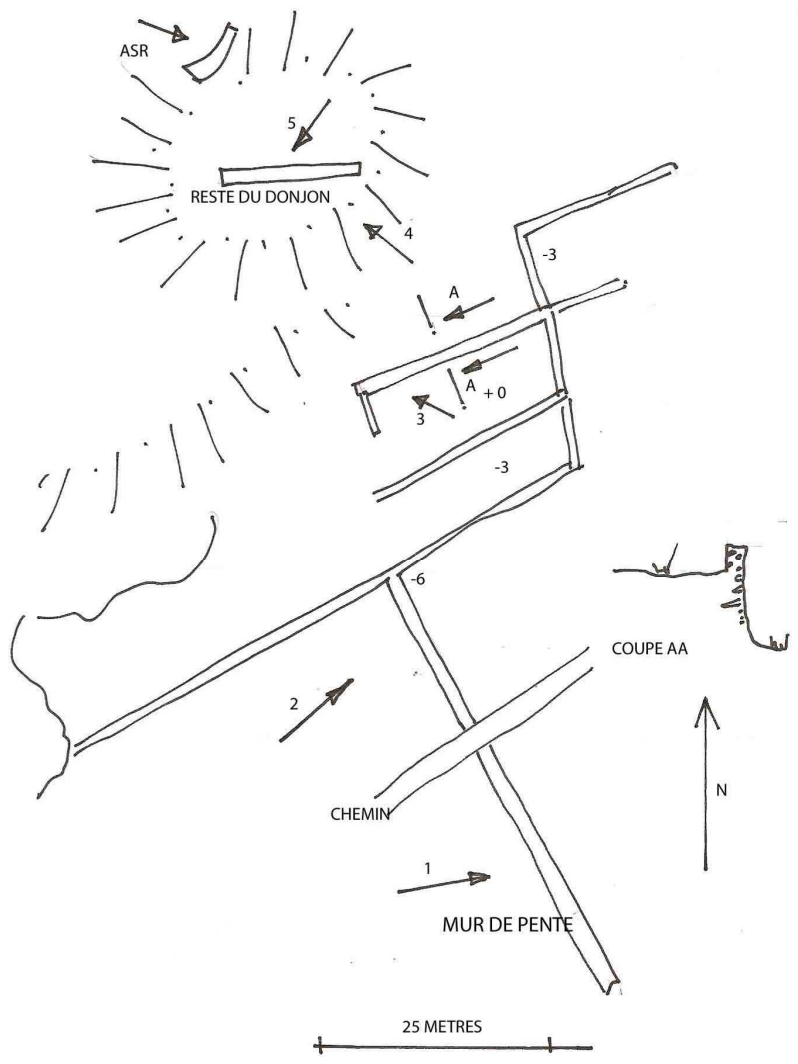 ASR
5
RESTE DU DONJON
4
-3
A
A
+0
3
-3
-6
COUPE AA
2
N
CHEMIN
1
MUR DE PENTE
25 METRES